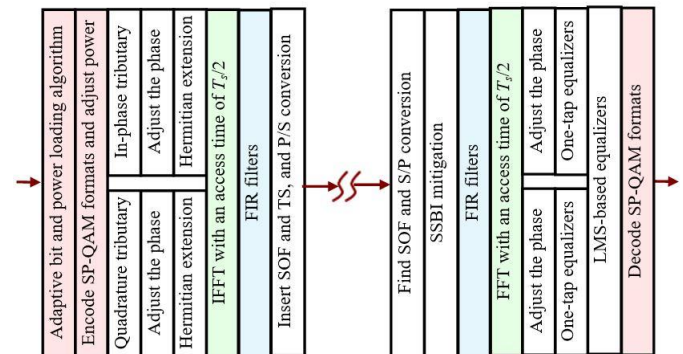 Adaptive bit and power loading algorithm
Encode SP-QAM formats and adjust power
In-phase tributary
Adjust the phase
Hermitian extension
Quadrature tributary
Adjust the phase
Hermitian extension
IFFT with an access time of Ts/2
FIR filters
Insert SOF and TS, and P/S conversion
Find SOF and S/P conversion
SSBI mitigation
FIR filters
FFT with an access time of Ts/2
Adjust the phase
One-tap equalizers
Adjust the phase
One-tap equalizers
LMS-based equalizers
Decode SP-QAM formats